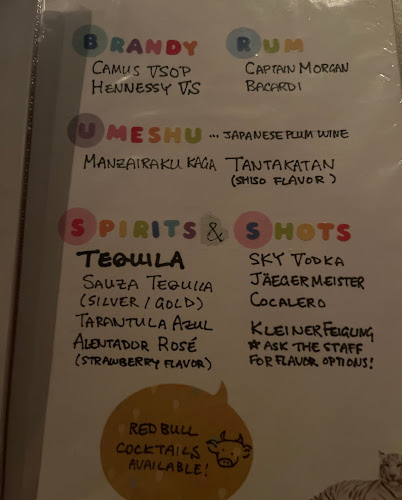 BRANDY
CAMUS VSOP
HENNESSY VS
RUM
CAPTAIN MORGAN
BACARDI
UMESHU ... JAPANESE PLUM WINE
MANZAIRAKU KAGA TANTAKATAN
(SHISO FLAVOR)
SPIRITS & SHOTS
TEQUILA
SAUZA TEQUILA
(SILVER / GOLD)
TARANTULA AZUL
ALENTADOR ROSÉ
(STRAWBERRY FLAVOR)
SKY VODKA
JÄEGERMEISTER
COCALERO
KLEINER FEIGUNG
☆ ASK THE STAFF
FOR FLAVOR OPTIONS!
RED BULL
COCKTAILS
AVAILABLE!